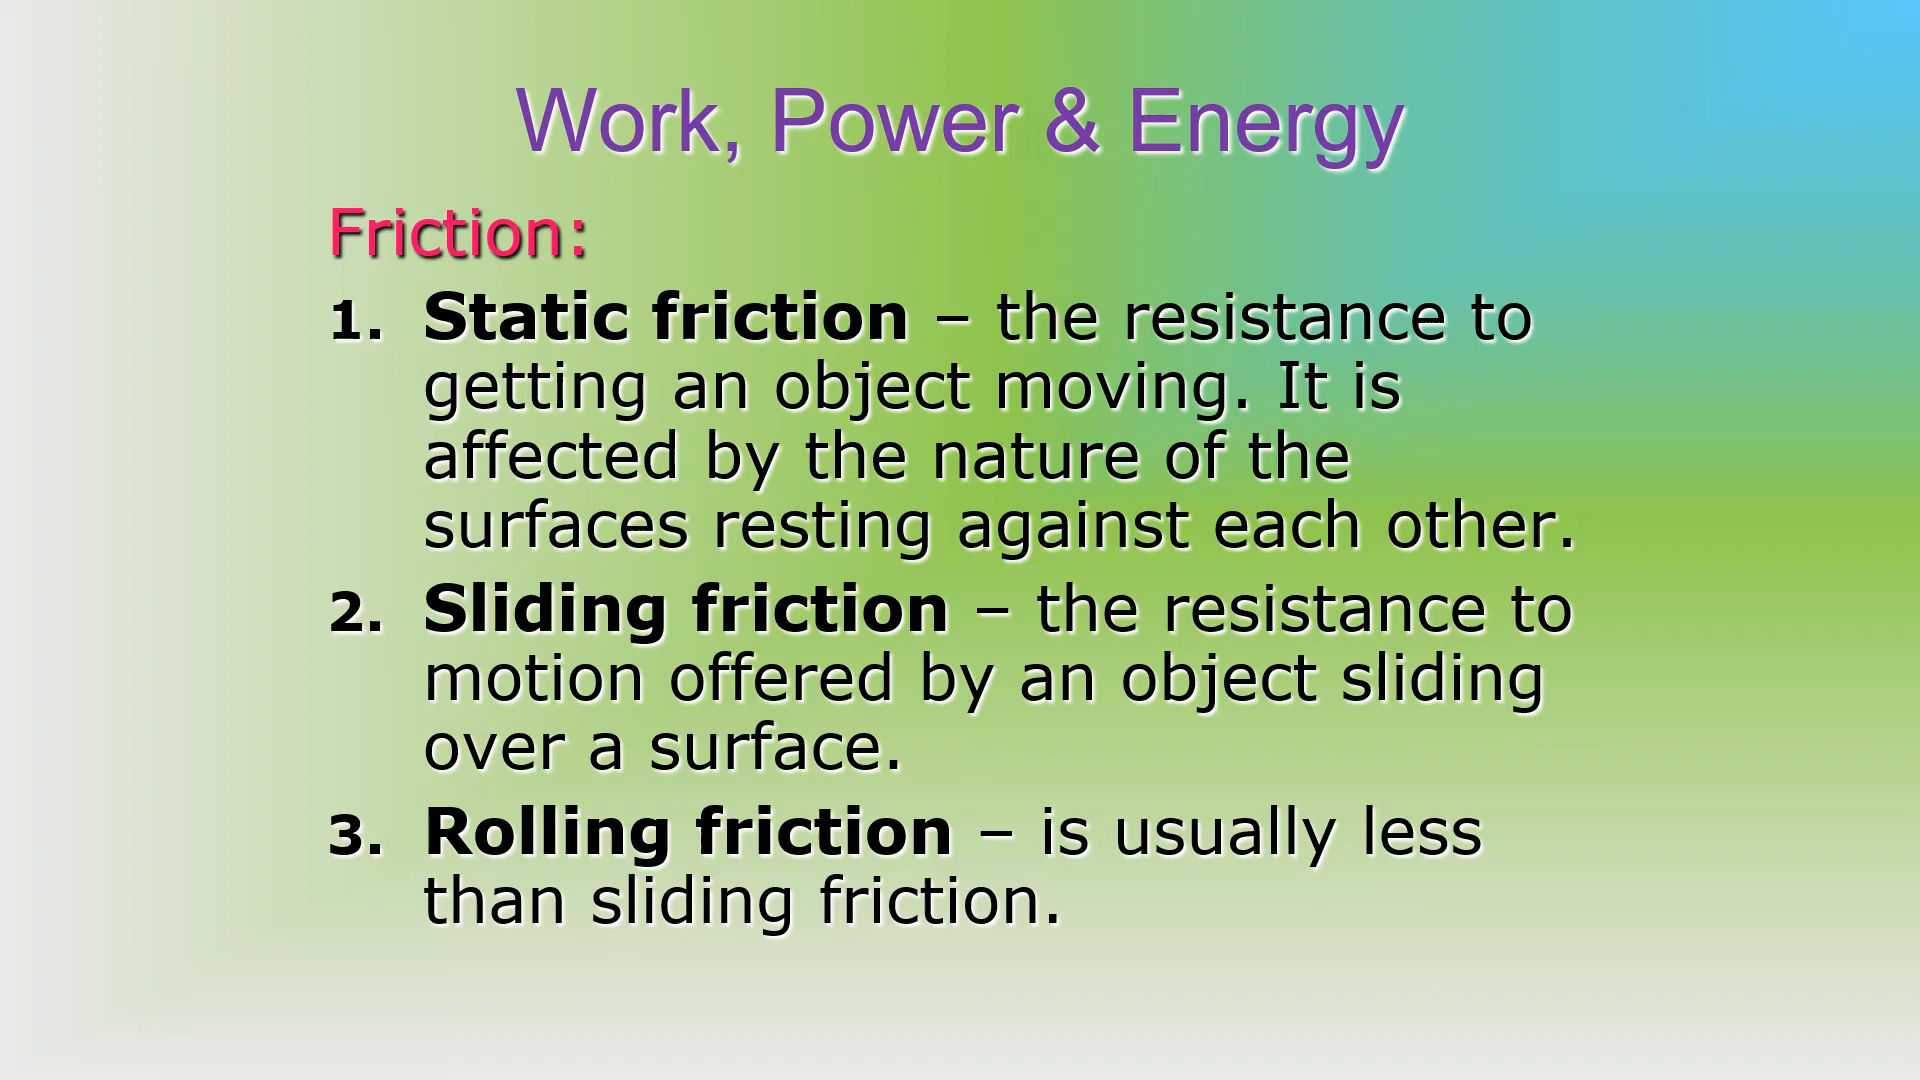 Work, Power & Energy
Friction:
1. Static friction – the resistance to
getting an object moving. It is
affected by the nature of the
surfaces resting against each other.
2. Sliding friction – the resistance to
motion offered by an object sliding
over a surface.
3. Rolling friction – is usually less
than sliding friction.